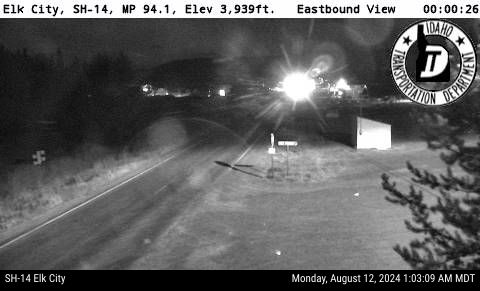 Elk City, SH-14, MP 94.1, Elev 3,939ft. Eastbound View 00:00:26
IDAHO
TRANSPORTATION DEPARTMENT
SH-14 Elk City Monday, August 12, 2024 1:03:09 AM MDT